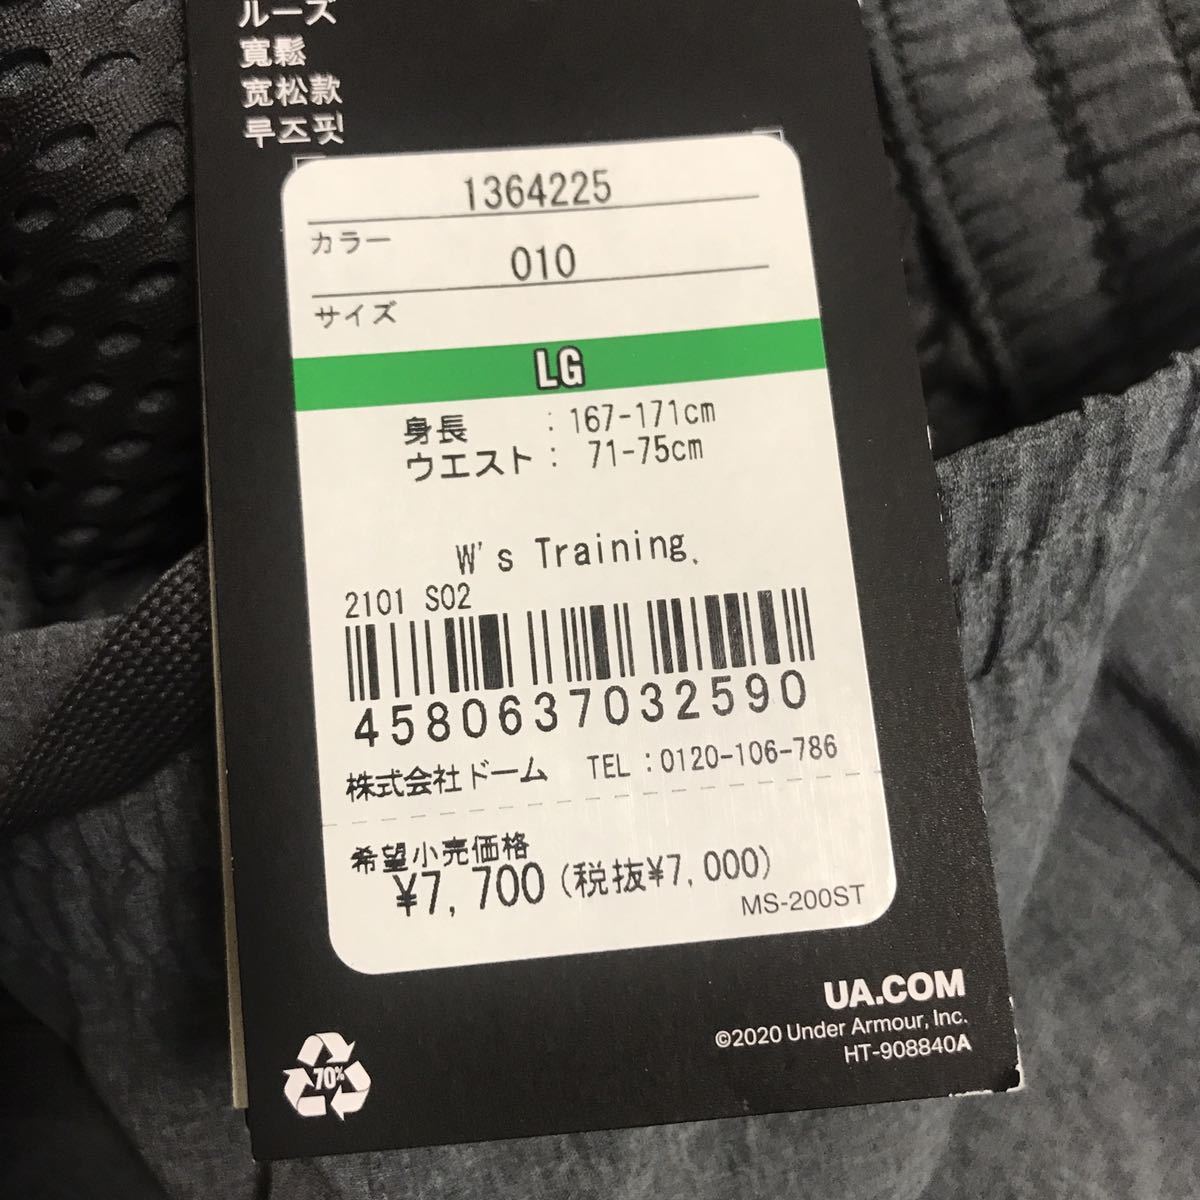 ルーズ
寬鬆
宽松款
루즈핏
1364225
カラー
010
サイズ
LG
身長 : 167-171cm
ウエスト : 71-75cm
W's Training.
2101 S02
4580637032590
株式会社ドーム TEL:0120-106-786
希望小売価格
¥7,700(税抜¥7,000)
MS-200ST
UA.COM
©2020 Under Armour, Inc.
HT-908840A
70%